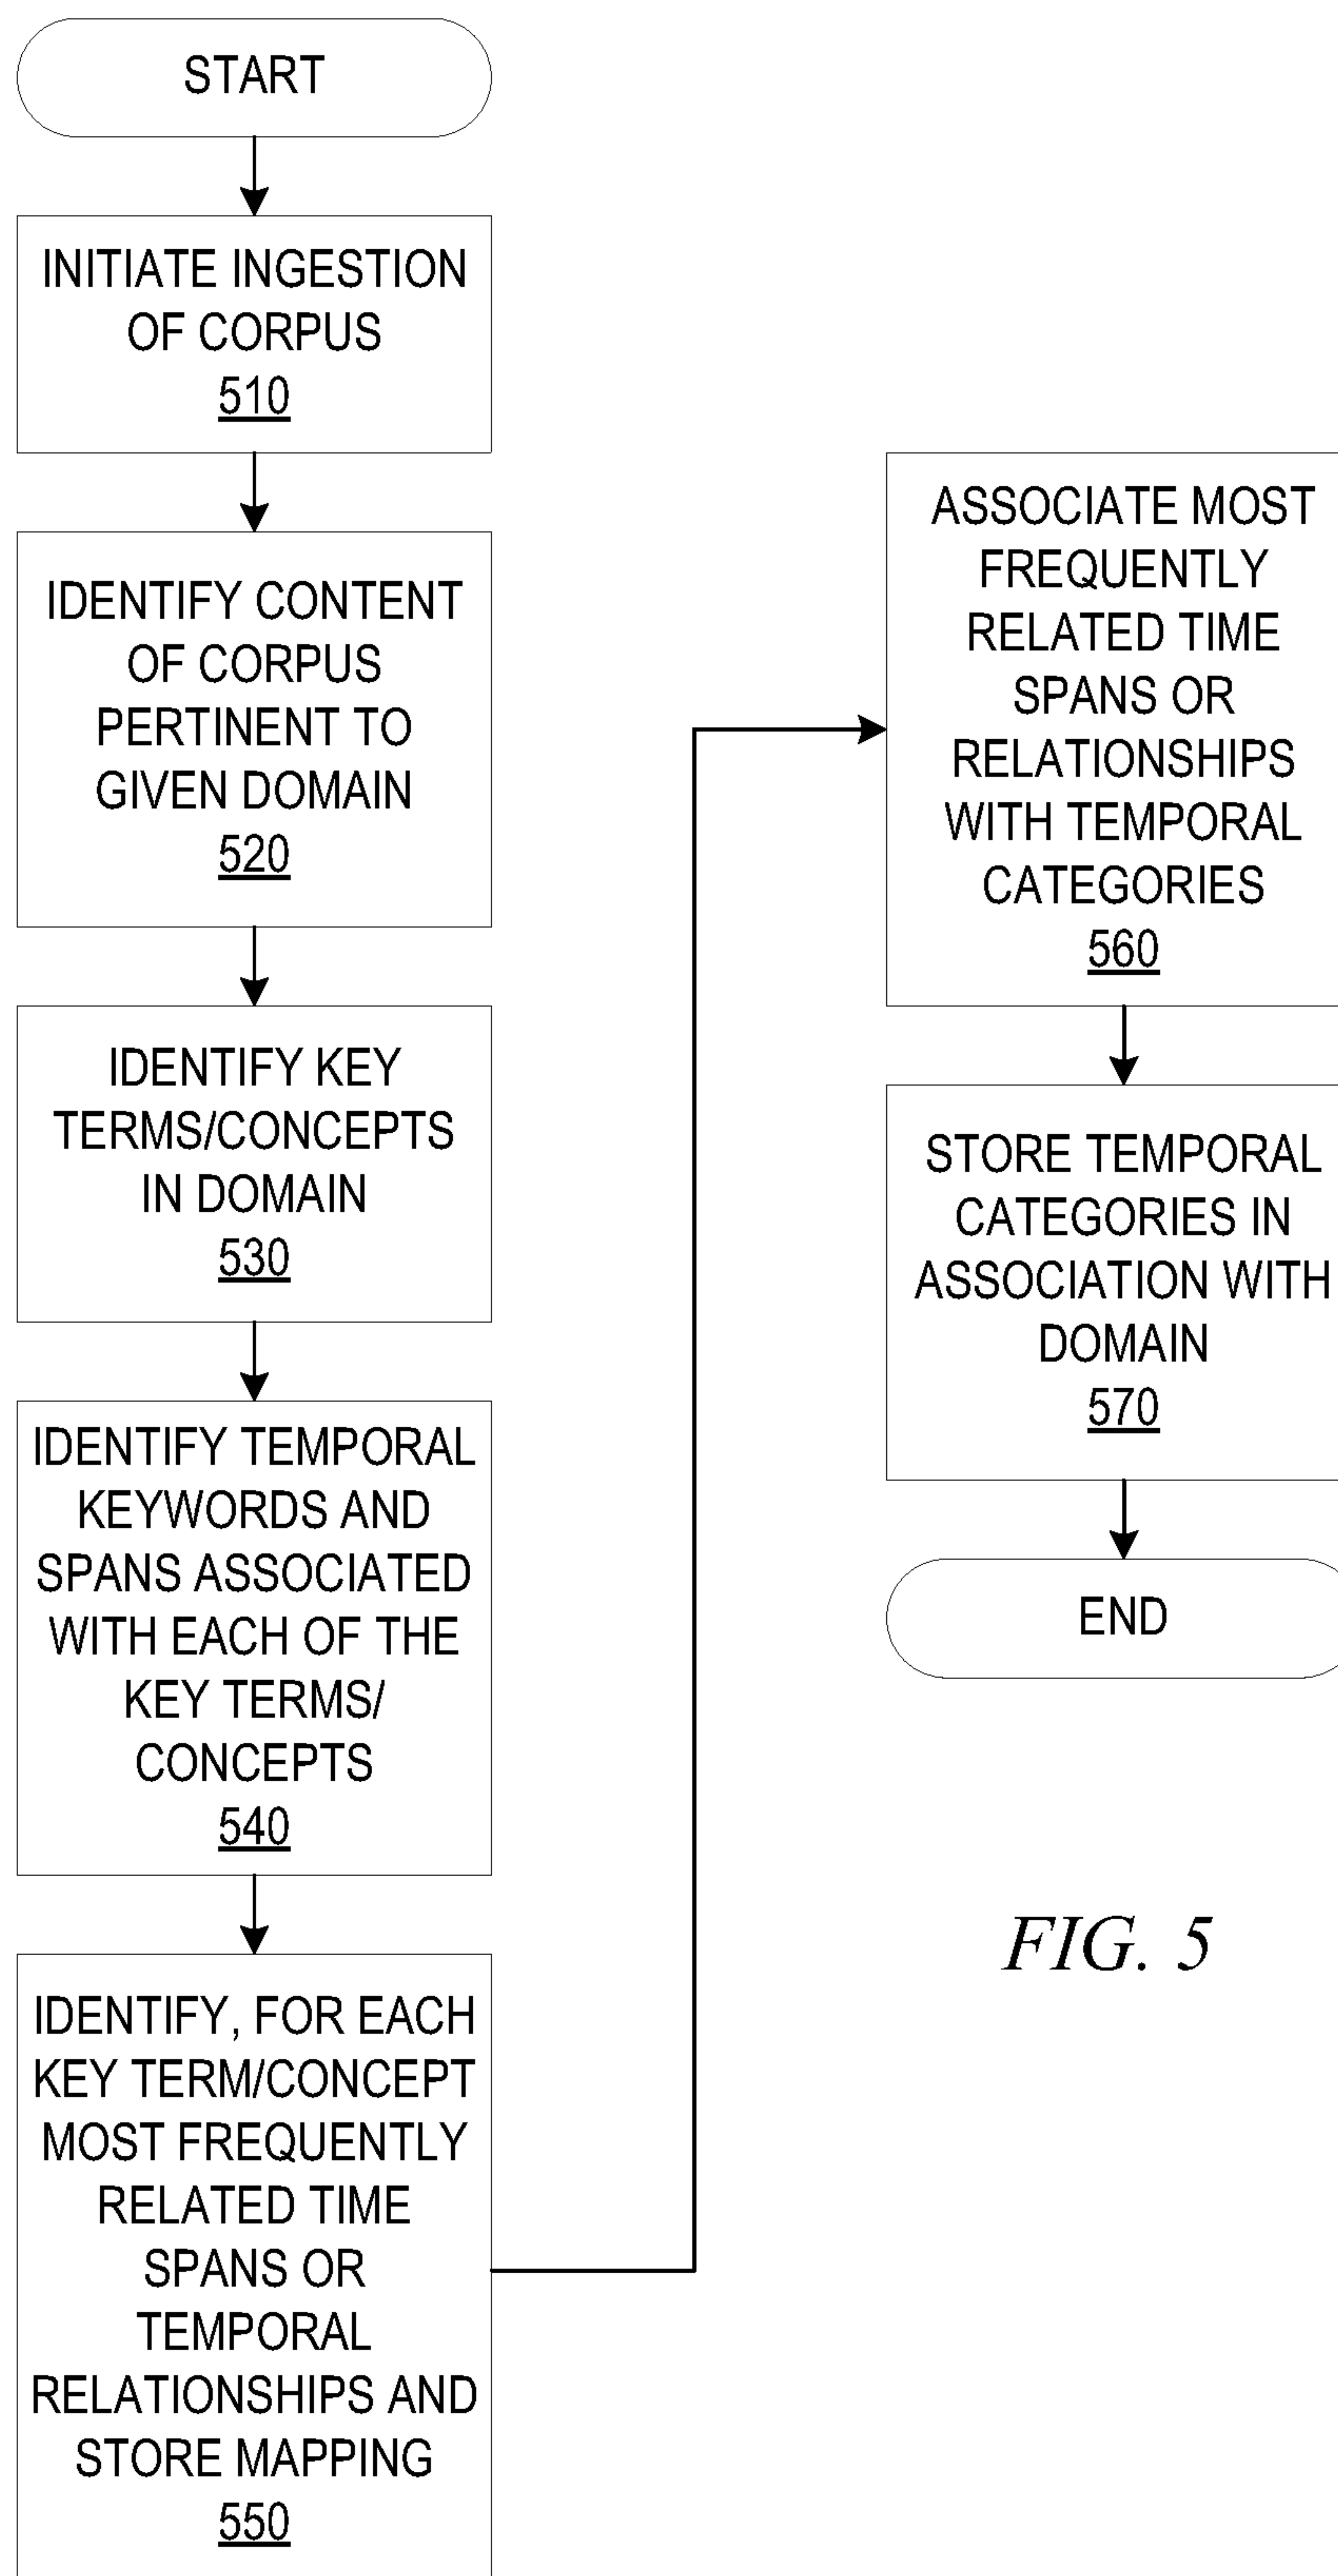 START
INITIATE INGESTION
OF CORPUS
510
IDENTIFY CONTENT
OF CORPUS
PERTINENT TO
GIVEN DOMAIN
520
IDENTIFY KEY
TERMS/CONCEPTS
IN DOMAIN
530
IDENTIFY TEMPORAL
KEYWORDS AND
SPANS ASSOCIATED
WITH EACH OF THE
KEY TERMS/
CONCEPTS
540
IDENTIFY, FOR EACH
KEY TERM/CONCEPT
MOST FREQUENTLY
RELATED TIME
SPANS OR
TEMPORAL
RELATIONSHIPS AND
STORE MAPPING
550
ASSOCIATE MOST
FREQUENTLY
RELATED TIME
SPANS OR
RELATIONSHIPS
WITH TEMPORAL
CATEGORIES
560
STORE TEMPORAL
CATEGORIES IN
ASSOCIATION WITH
DOMAIN
570
END
FIG. 5